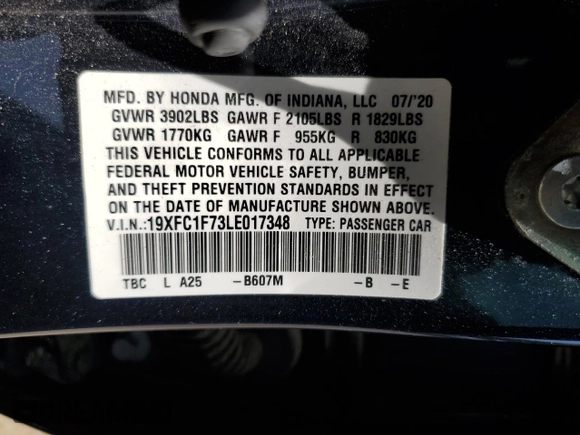 MFD. BY HONDA MFG. OF INDIANA, LLC 07/'20
GVWR 3902LBS GAWR F 2105LBS R 1829LBS
GVWR 1770KG GAWR F 955KG R 830KG
THIS VEHICLE CONFORMS TO ALL APPLICABLE
FEDERAL MOTOR VEHICLE SAFETY, BUMPER,
AND THEFT PREVENTION STANDARDS IN EFFECT
ON THE DATE OF MANUFACTURE SHOWN ABOVE.
V.I.N.:19XFC1F73LE017348 TYPE: PASSENGER CAR
TBC L A25 -B607M -B -E